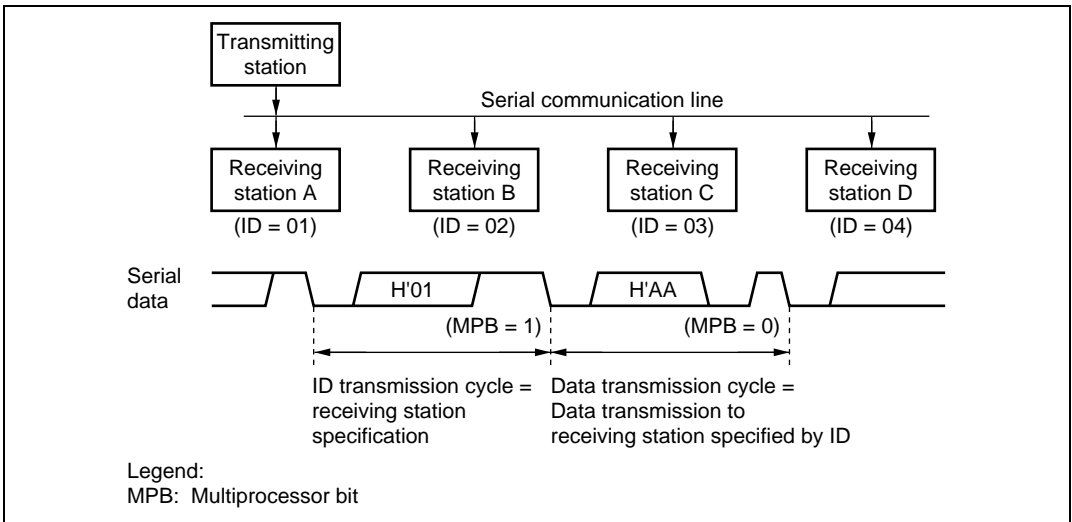 Transmitting
station
Serial communication line
Receiving
station A
(ID = 01)
Receiving
station B
(ID = 02)
Receiving
station C
(ID = 03)
Receiving
station D
(ID = 04)
Serial
data
H'01
H'AA
(MPB = 1)
(MPB = 0)
ID transmission cycle =
receiving station
specification
Data transmission cycle =
Data transmission to
receiving station specified by ID
Legend:
MPB: Multiprocessor bit